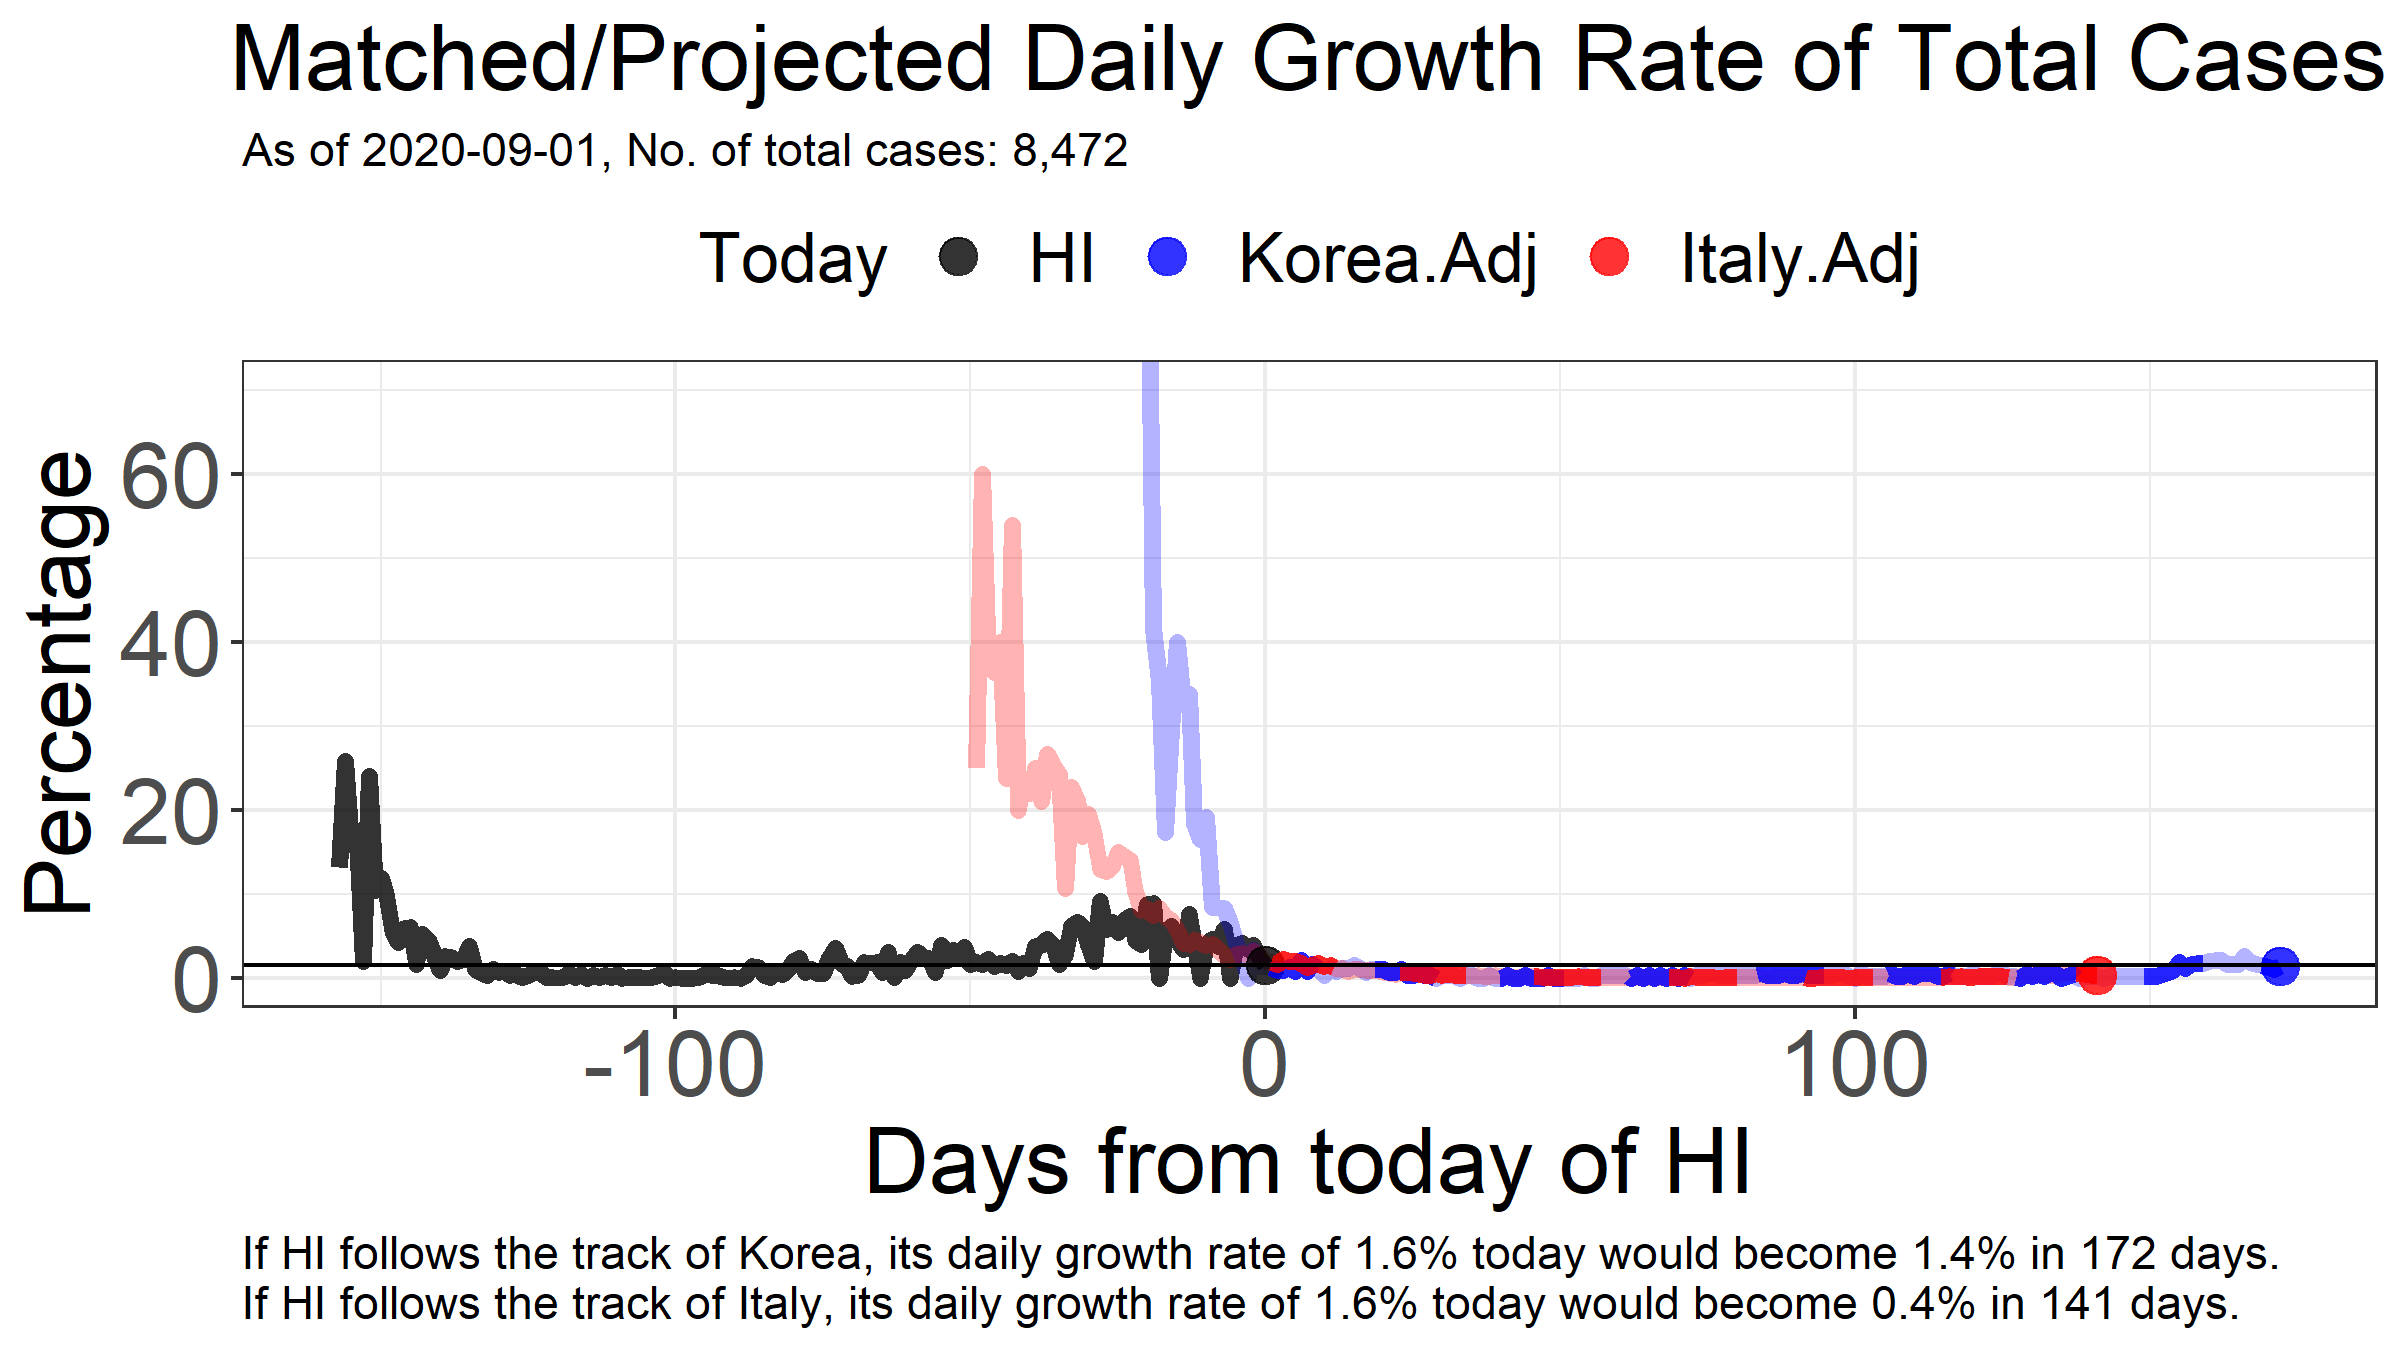 Matched/Projected Daily Growth Rate of Total Cases
As of 2020-09-01, No. of total cases: 8,472
Today HI Korea.Adj Italy.Adj
Percentage
60
40
20
0
-100 0 100
Days from today of HI
If HI follows the track of Korea, its daily growth rate of 1.6% today would become 1.4% in 172 days.
If HI follows the track of Italy, its daily growth rate of 1.6% today would become 0.4% in 141 days.